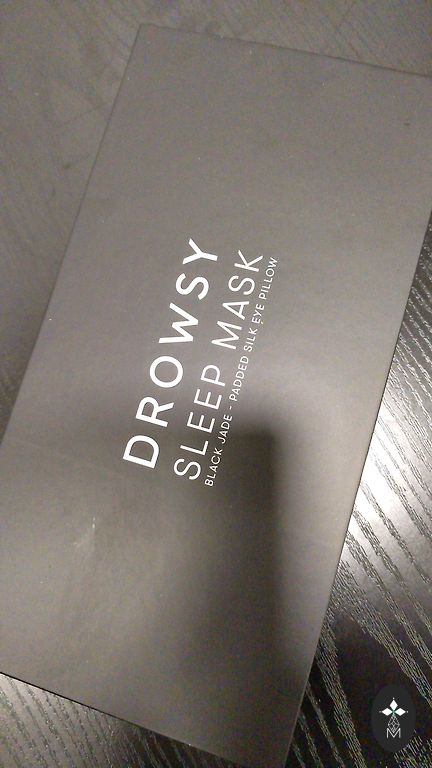 DROWSY
SLEEP MASK
BLACK JADE - PADDED SILK EYE PILLOW